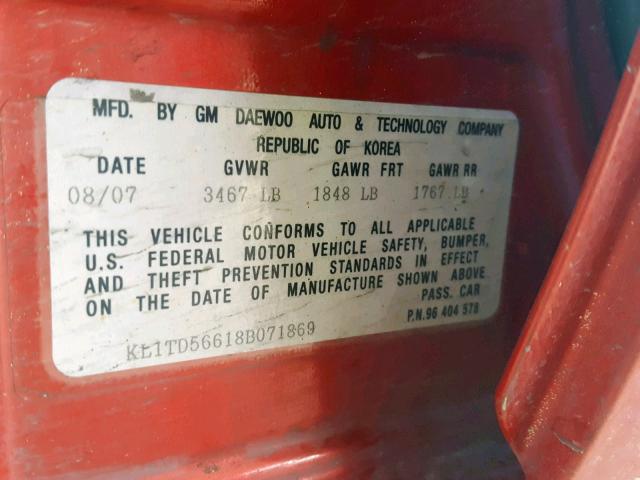 MFD. BY GM DAEWOO AUTO & TECHNOLOGY COMPANY
REPUBLIC OF KOREA
DATE GVWR GAWR FRT GAWR RR
08/07 3467 LB 1848 LB 1767 LB
THIS VEHICLE CONFORMS TO ALL APPLICABLE
U.S. FEDERAL MOTOR VEHICLE SAFETY, BUMPER,
AND THEFT PREVENTION STANDARDS IN EFFECT
ON THE DATE OF MANUFACTURE SHOWN ABOVE
PASS. CAR
P.N.96 404 578
KL1TD56618B071869